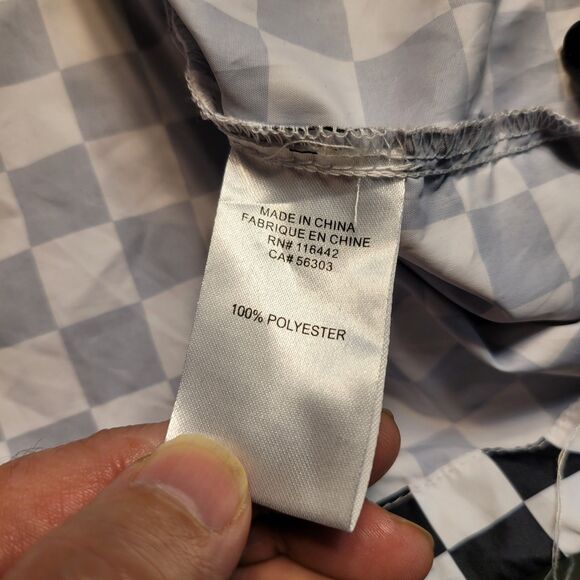 MADE IN CHINA
FABRIQUE EN CHINE
RN# 116442
CA# 56303
100% POLYESTER